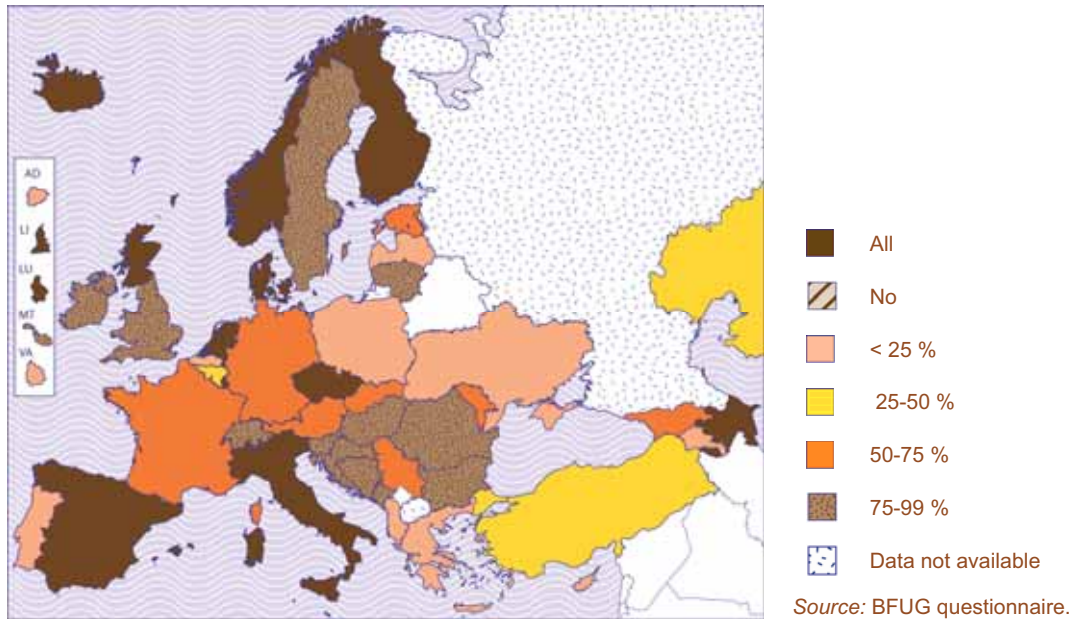 AD
LI
LU
MT
VA
All
No
< 25 %
25-50 %
50-75 %
75-99 %
Data not available
Source: BFUG questionnaire.